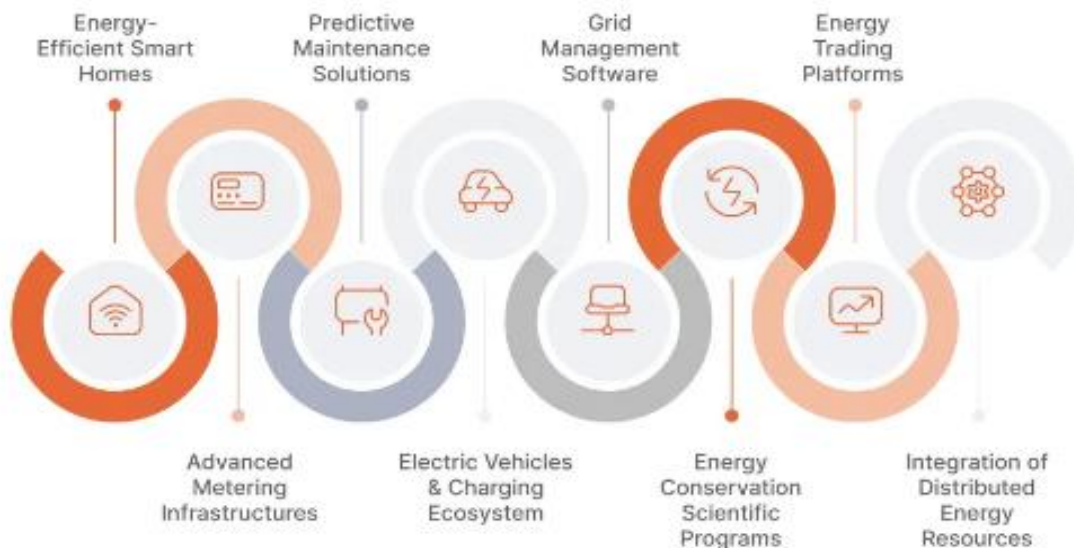 Energy-
Efficient Smart
Homes
Predictive
Maintenance
Solutions
Grid
Management
Software
Energy
Trading
Platforms
Advanced
Metering
Infrastructures
Electric Vehicles
& Charging
Ecosystem
Energy
Conservation
Scientific
Programs
Integration of
Distributed
Energy
Resources